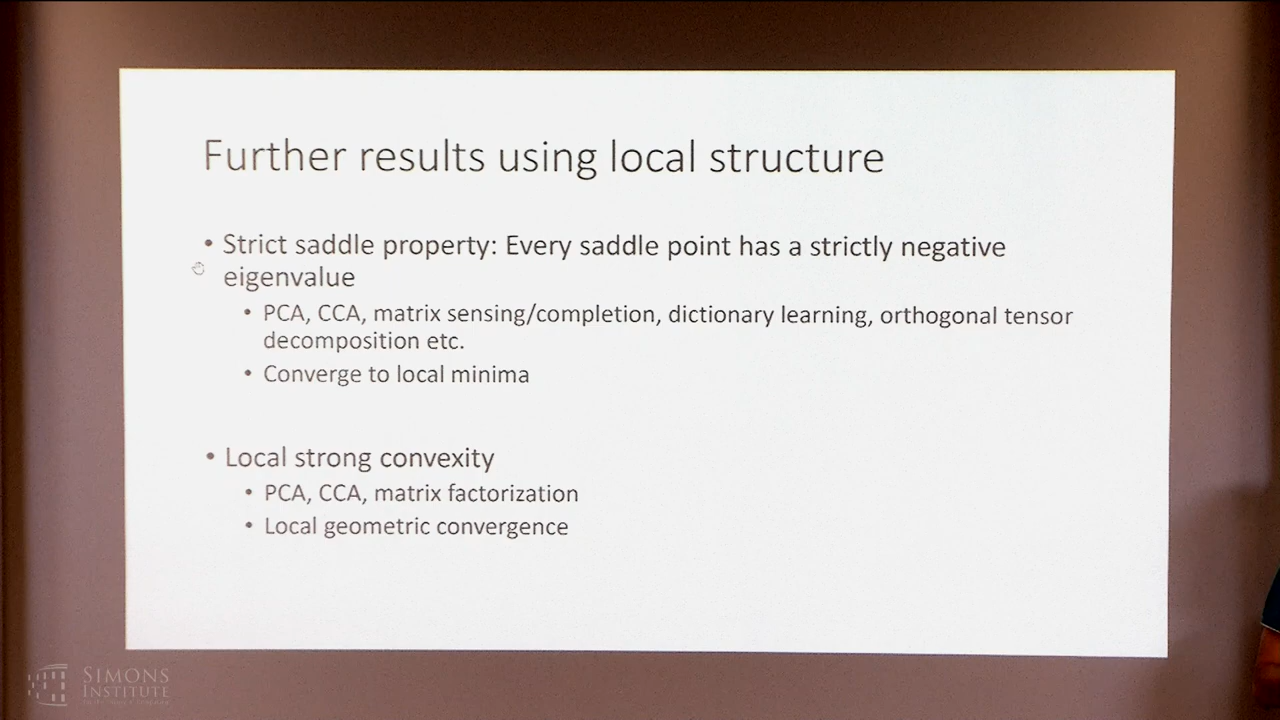 Further results using local structure
• Strict saddle property: Every saddle point has a strictly negative
eigenvalue
• PCA, CCA, matrix sensing/completion, dictionary learning, orthogonal tensor
decomposition etc.
• Converge to local minima
• Local strong convexity
• PCA, CCA, matrix factorization
• Local geometric convergence
SIMONS
INSTITUTE